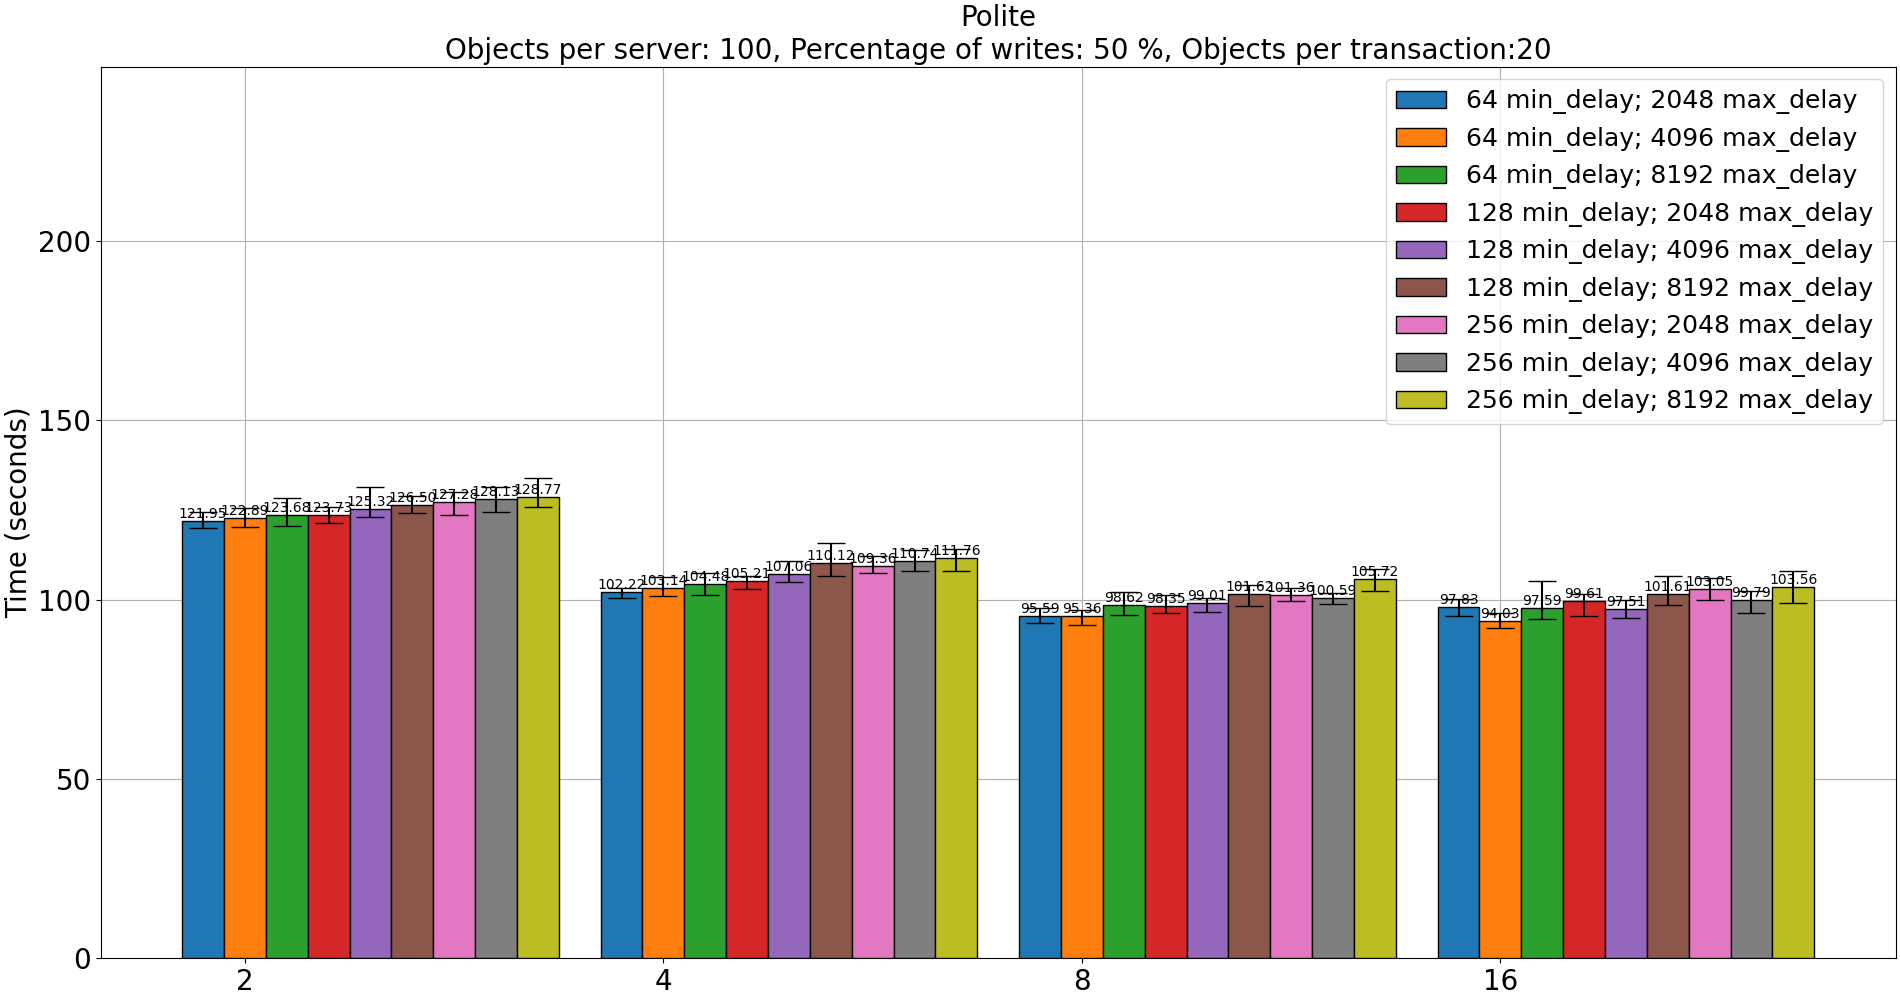 Polite
Objects per server: 100, Percentage of writes: 50 %, Objects per transaction:20
64 min_delay; 2048 max_delay
64 min_delay; 4096 max_delay
64 min_delay; 8192 max_delay
128 min_delay; 2048 max_delay
128 min_delay; 4096 max_delay
128 min_delay; 8192 max_delay
256 min_delay; 2048 max_delay
256 min_delay; 4096 max_delay
256 min_delay; 8192 max_delay
Time (seconds)
200
150
100
50
0
121.95 122.89 123.68 123.73 125.32 126.50 127.28 128.13 128.77
102.22 103.14 104.48 105.21 107.06 110.12 109.36 110.74 111.76
95.59 95.36 98.62 98.35 99.01 101.62 101.36 100.59 105.72
97.83 94.03 97.59 99.61 97.51 101.61 103.05 99.79 103.56
2 4 8 16